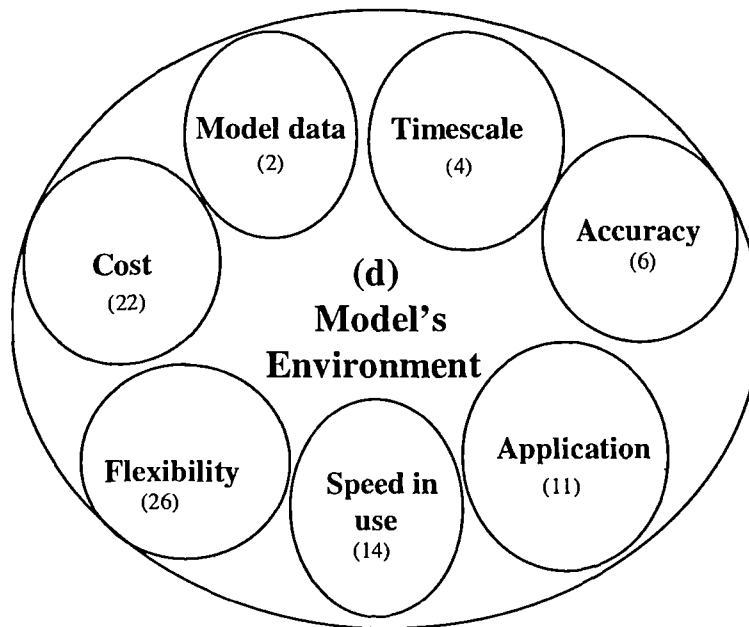 Model data
(2)
Timescale
(4)
Accuracy
(6)
Cost
(22)
(d)
Model's
Environment
Application
(11)
Flexibility
(26)
Speed in
use
(14)